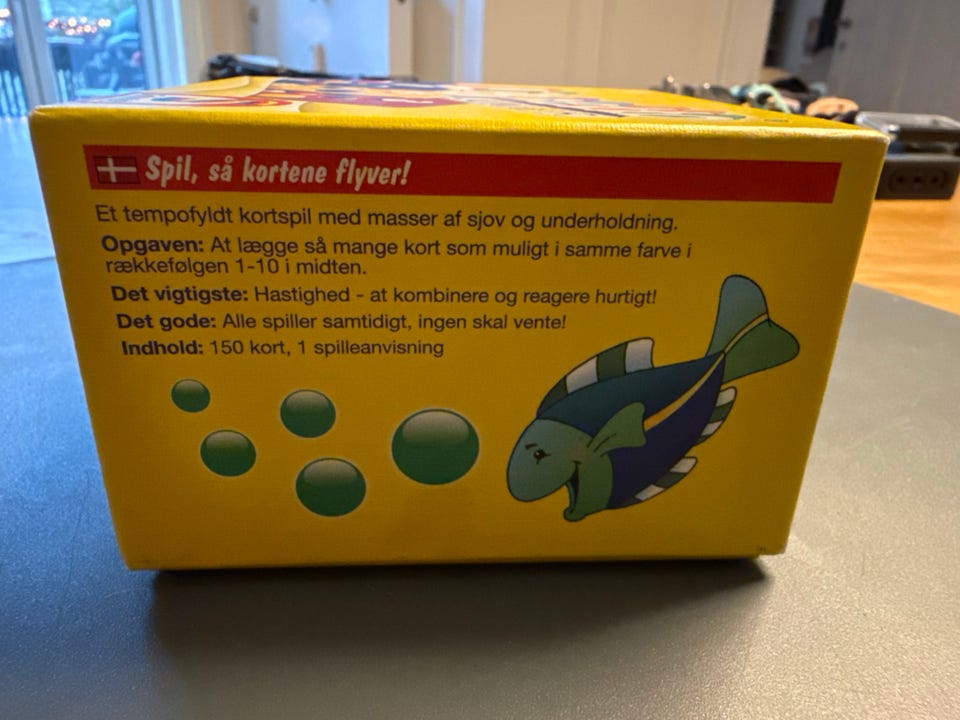 Spil, så kortene flyver!
Et tempofyldt kortspil med masser af sjov og underholdning.
Opgaven: At lægge så mange kort som muligt i samme farve i
rækkefølgen 1-10 i midten.
Det vigtigste: Hastighed - at kombinere og reagere hurtigt!
Det gode: Alle spiller samtidigt, ingen skal vente!
Indhold: 150 kort, 1 spilleanvisning